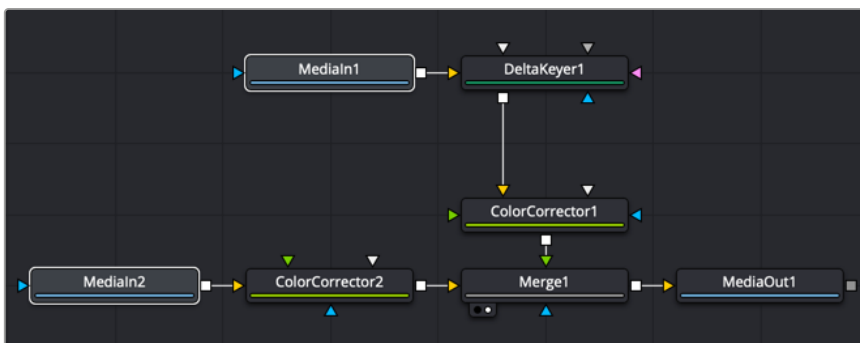 MediaIn1
DeltaKeyer1
ColorCorrector1
MediaIn2
ColorCorrector2
Merge1
MediaOut1